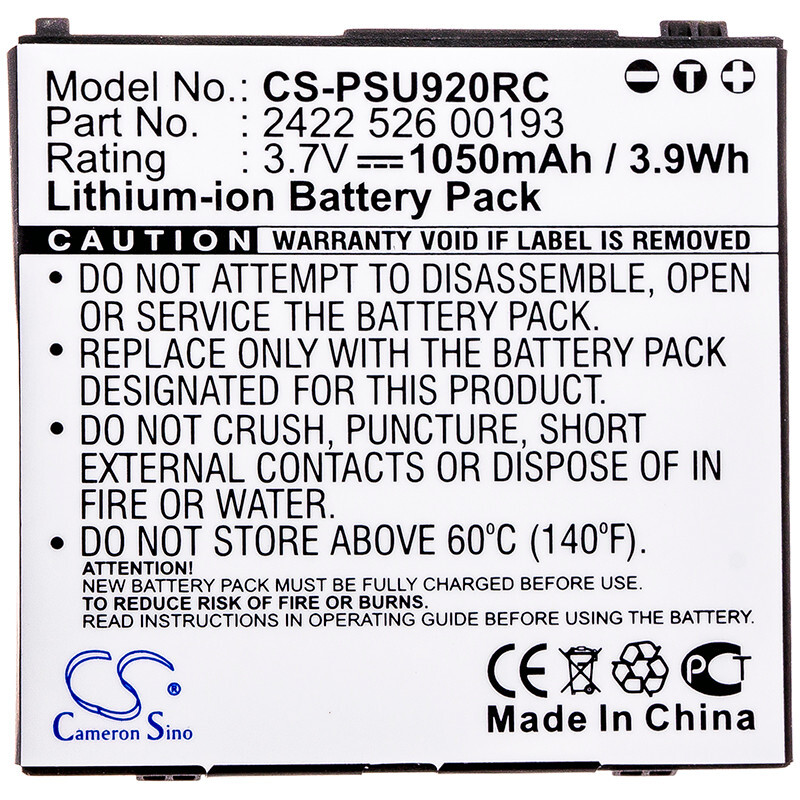 Model No.: CS-PSU920RC
Part No. : 2422 526 00193
Rating : 3.7V 1050mAh / 3.9Wh
Lithium-ion Battery Pack
− T +
CAUTION WARRANTY VOID IF LABEL IS REMOVED
• DO NOT ATTEMPT TO DISASSEMBLE, OPEN
OR SERVICE THE BATTERY PACK.
• REPLACE ONLY WITH THE BATTERY PACK
DESIGNATED FOR THIS PRODUCT.
• DO NOT CRUSH, PUNCTURE, SHORT
EXTERNAL CONTACTS OR DISPOSE OF IN
FIRE OR WATER.
• DO NOT STORE ABOVE 60ºC (140ºF).
ATTENTION!
NEW BATTERY PACK MUST BE FULLY CHARGED BEFORE USE.
TO REDUCE RISK OF FIRE OR BURNS.
READ INSTRUCTIONS IN OPERATING GUIDE BEFORE USING THE BATTERY.
CS®
Cameron Sino
CE PCT
Made In China